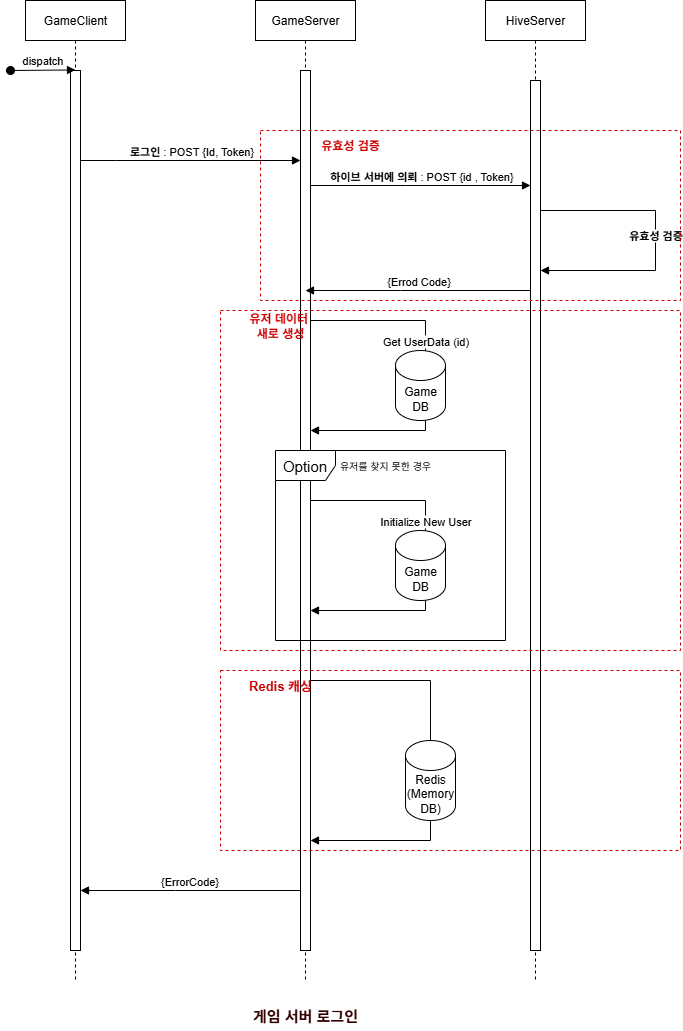 GameClient
GameServer
HiveServer
dispatch
로그인 : POST {Id, Token}
유효성 검증
하이브 서버에 의뢰 : POST {id , Token}
유효성 검증
{Errod Code}
유저 데이터
새로 생성
Get UserData (id)
Game
DB
Option
유저를 찾지 못한 경우
Initialize New User
Game
DB
Redis 캐싱
Redis
(Memory
DB)
{ErrorCode}
게임 서버 로그인